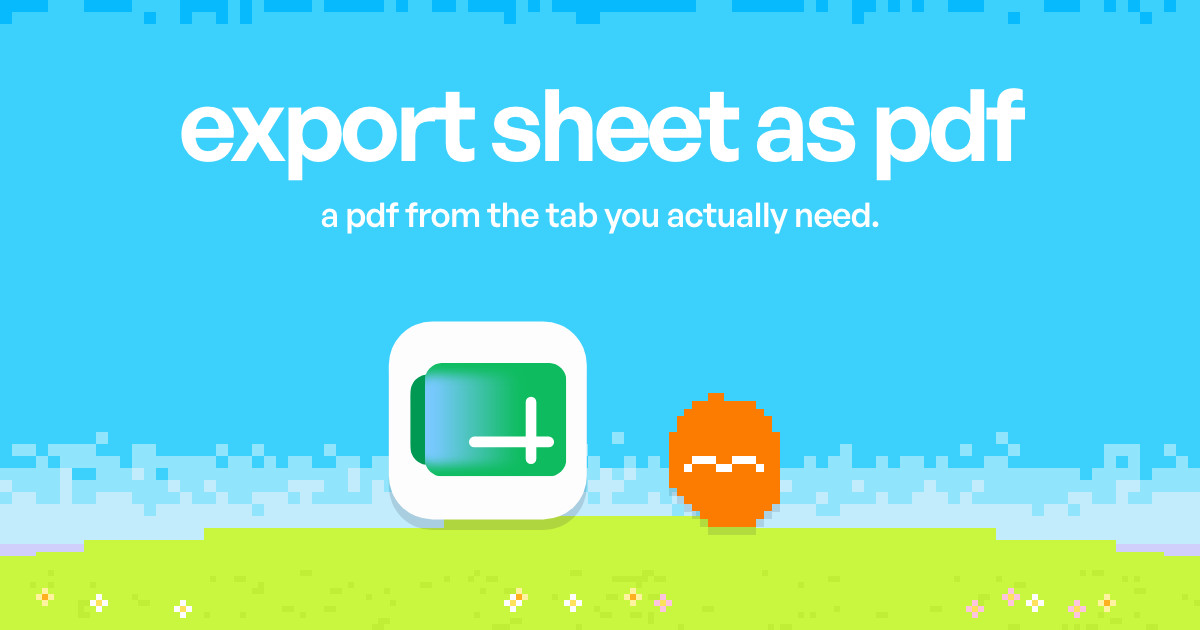 export sheet as pdf
a pdf from the tab you actually need.